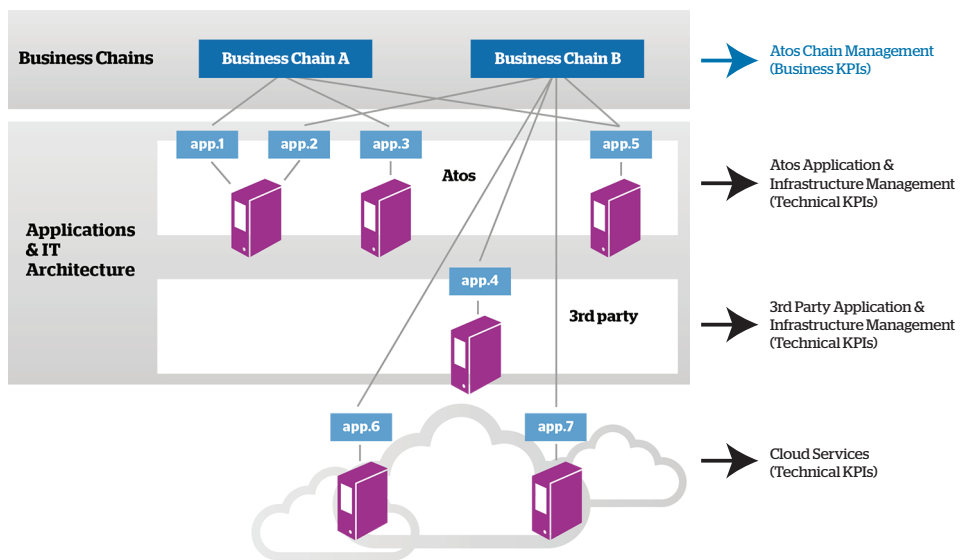 Business Chains
Business Chain A
Business Chain B
Atos Chain Management
(Business KPIs)
app.1
app.2
app.3
app.5
Atos
Atos Application &
Infrastructure Management
(Technical KPIs)
Applications
& IT
Architecture
app.4
3rd party
3rd Party Application &
Infrastructure Management
(Technical KPIs)
app.6
app.7
Cloud Services
(Technical KPIs)